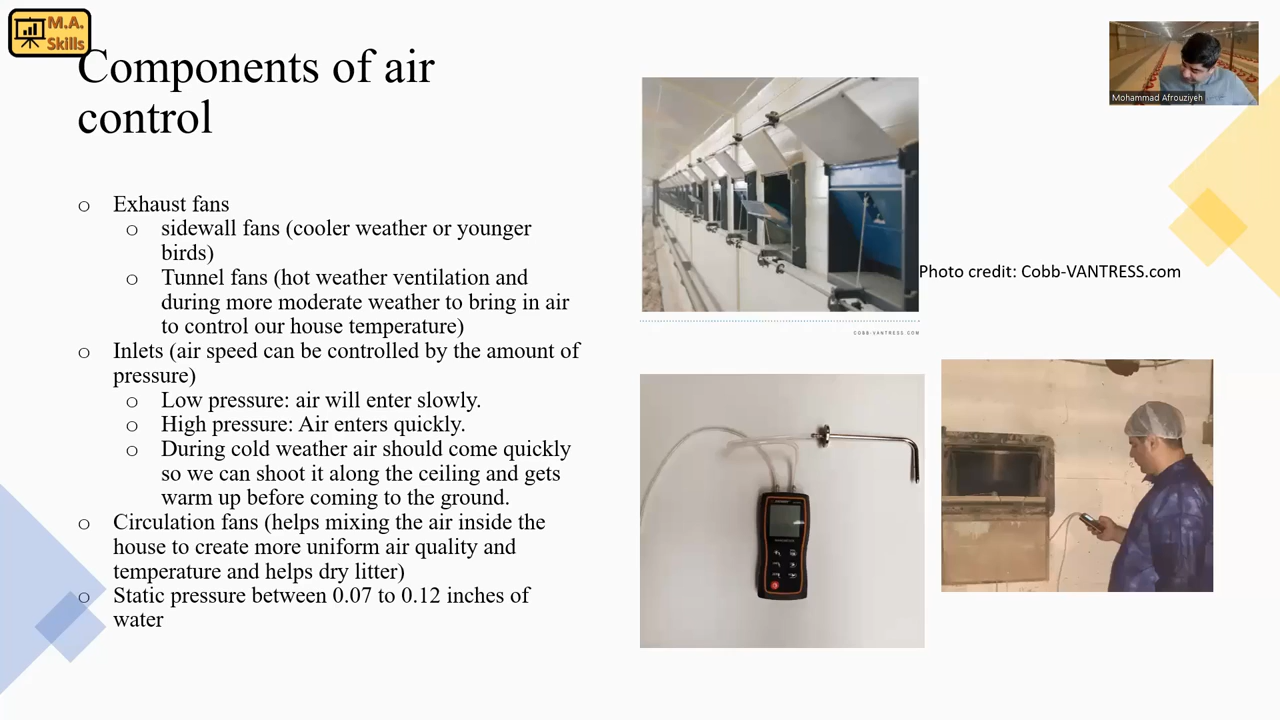 M.A.
Skills
Components of air
control
Mohammad Afrouziyeh
○ Exhaust fans
○ sidewall fans (cooler weather or younger
birds)
○ Tunnel fans (hot weather ventilation and
during more moderate weather to bring in air
to control our house temperature)
○ Inlets (air speed can be controlled by the amount of
pressure)
○ Low pressure: air will enter slowly.
○ High pressure: Air enters quickly.
○ During cold weather air should come quickly
so we can shoot it along the ceiling and gets
warm up before coming to the ground.
○ Circulation fans (helps mixing the air inside the
house to create more uniform air quality and
temperature and helps dry litter)
○ Static pressure between 0.07 to 0.12 inches of
water
Photo credit: Cobb-VANTRESS.com
COBB-VANTRESS.COM